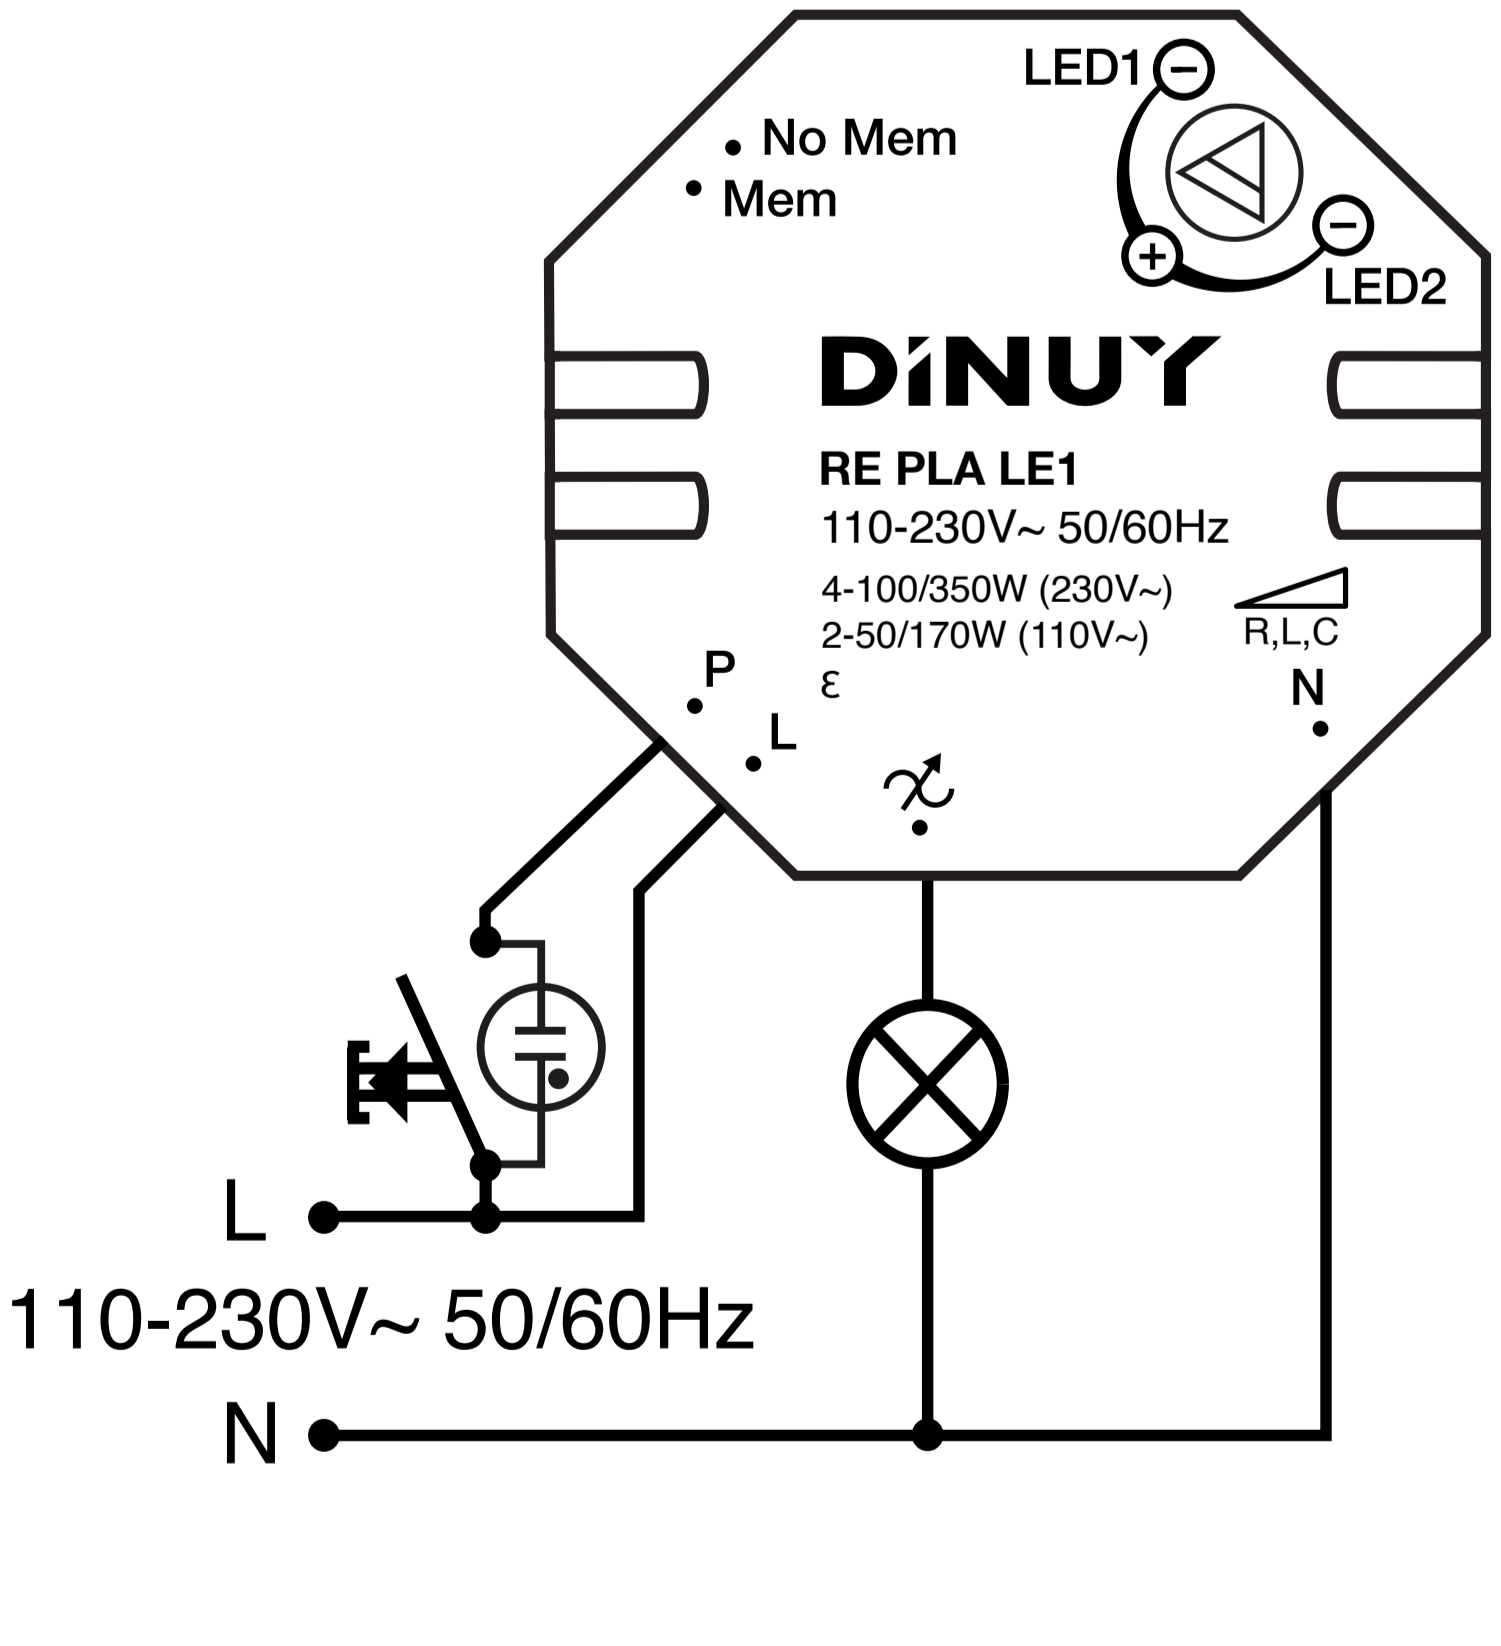 LED1 −
No Mem
Mem
−
+
LED2
DiNUY
RE PLA LE1
110-230V~ 50/60Hz
4-100/350W (230V~)
2-50/170W (110V~)
R,L,C
ε
P
N
L
L
110-230V~ 50/60Hz
N